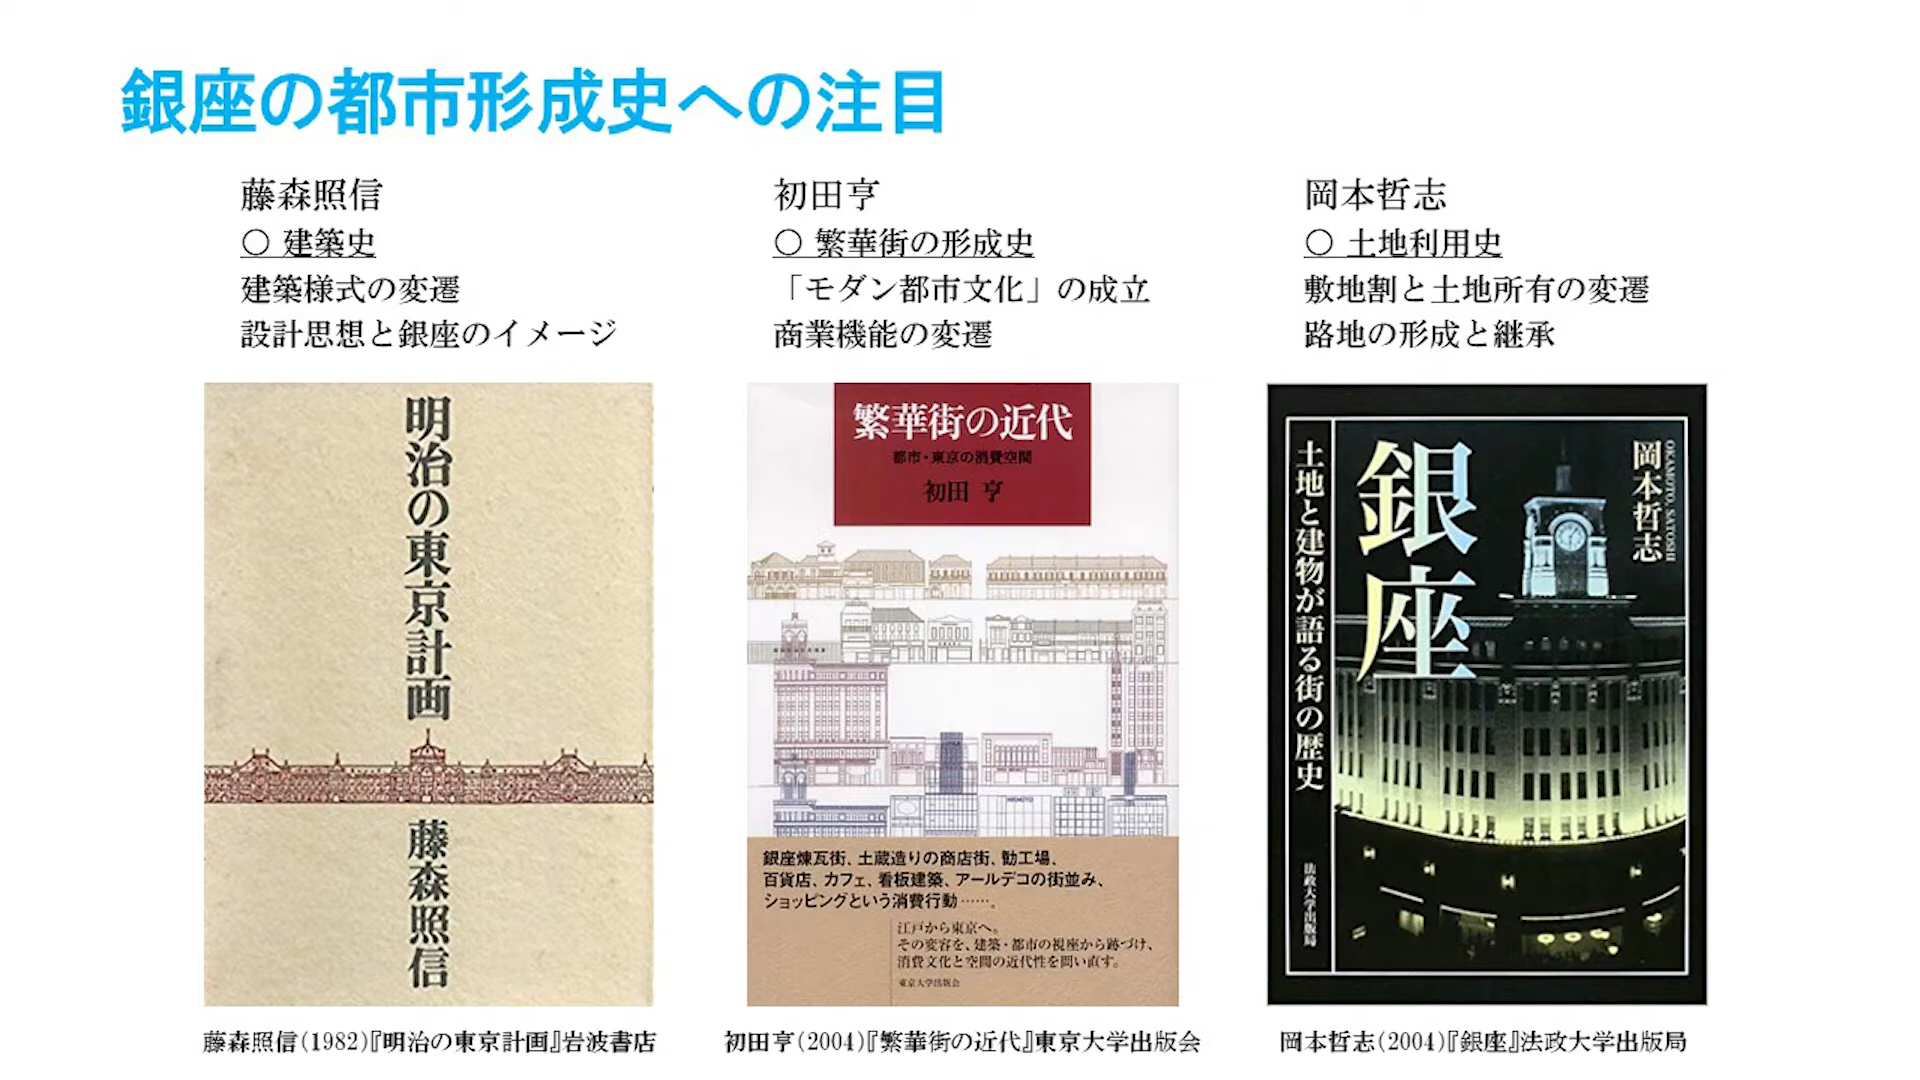 銀座の都市形成史への注目
藤森照信
〇 建築史
建築様式の変遷
設計思想と銀座のイメージ
初田亨
〇 繁華街の形成史
「モダン都市文化」の成立
商業機能の変遷
岡本哲志
〇 土地利用史
敷地割と土地所有の変遷
路地の形成と継承
明治の東京計画
藤森照信
繁華街の近代
都市・東京の消費空間
初田 亨
銀座煉瓦街、土蔵造りの商店街、勧工場、
百貨店、カフェ、看板建築、アールデコの街並み、
ショッピングという消費行動……。
江戸から東京へ。
その変容を、建築・都市の視座から跡づけ、
消費文化と空間の近代性を問い直す。
東京大学出版会
銀座
土地と建物が語る街の歴史
岡本哲志
OKAMOTO, SATOSHI
法政大学出版局
藤森照信(1982)『明治の東京計画』岩波書店
初田亨(2004)『繁華街の近代』東京大学出版会
岡本哲志(2004)『銀座』法政大学出版局